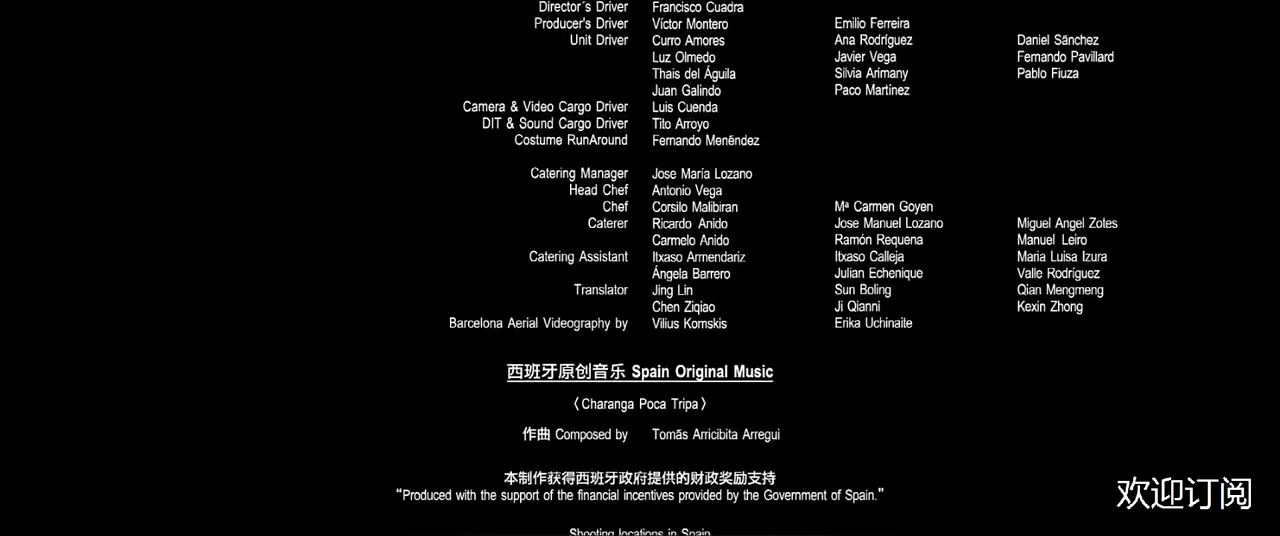 Director´s Driver Francisco Cuadra
Producer's Driver Víctor Montero Emilio Ferreira
Unit Driver Curro Amores Ana Rodríguez Daniel Sãnchez
Luz Olmedo Javier Vega Fernando Pavillard
Thais del Águila Silvia Arimany Pablo Fiuza
Juan Galindo Paco Martínez
Camera & Video Cargo Driver Luis Cuenda
DIT & Sound Cargo Driver Tito Arroyo
Costume RunAround Fernando Menẽndez
Catering Manager Jose María Lozano
Head Chef Antonio Vega
Chef Corsilo Malibiran Mª Carmen Goyen
Caterer Ricardo Anido Jose Manuel Lozano Miguel Angel Zotes
Carmelo Anido Ramón Requena Manuel Leiro
Catering Assistant Itxaso Armendariz Itxaso Calleja Maria Luisa Izura
Ángela Barrero Julian Echenique Valle Rodríguez
Translator Jing Lin Sun Boling Qian Mengmeng
Chen Ziqiao Ji Qianni Kexin Zhong
Barcelona Aerial Videography by Vilius Komskis Erika Uchinaite
西班牙原创音乐 Spain Original Music
〈Charanga Poca Tripa〉
作曲 Composed by Tomãs Arricibita Arregui
本制作获得西班牙政府提供的财政奖励支持
“Produced with the support of the financial incentives provided by the Government of Spain.”
欢迎订阅
Shooting locations in Spain